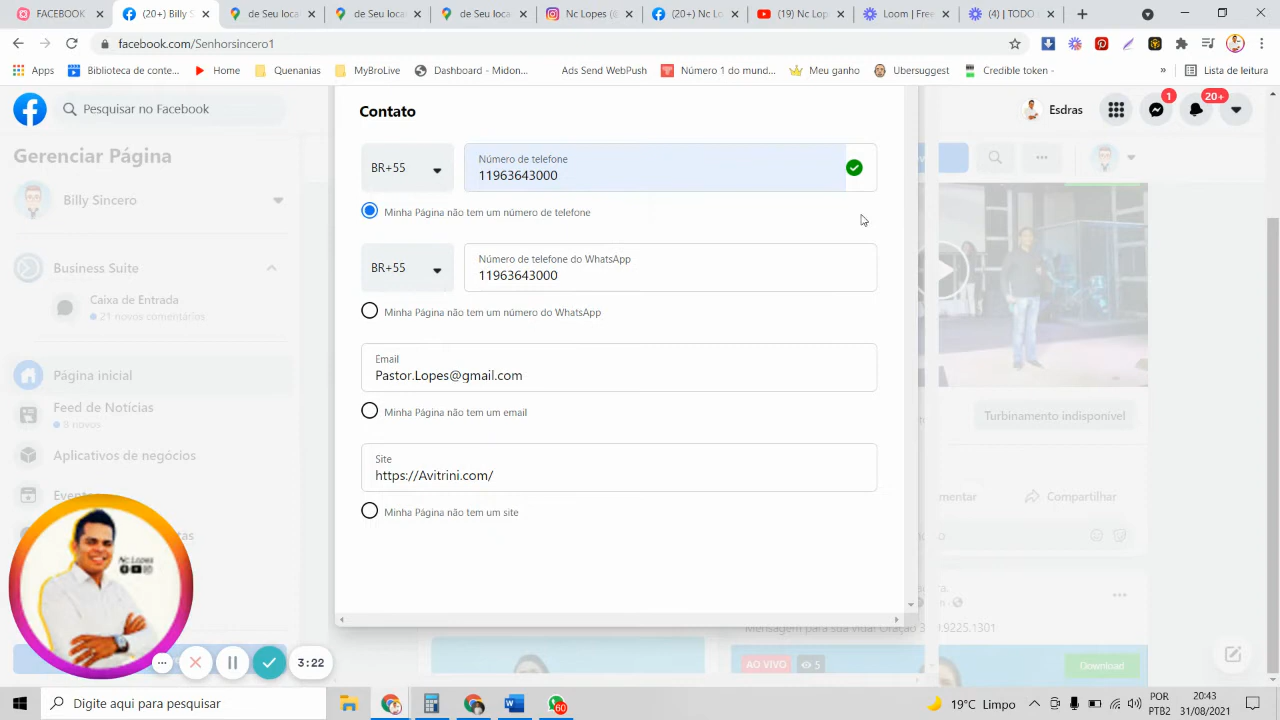 FACEBOOK
(20+) Billy S
de Seu loca
de Seu loca
de Seu loca
Nc Lopes (@
(20+) Nc
(19) Nc Lop
Loom | Free
(4) | TODO
facebook.com/Senhorsincero1
Apps
Biblioteca de conte...
Home
Quenanias
MyBroLive
Dashboard - Midon...
Ads Send WebPush
Número 1 do mund...
Meu ganho
Ubersuggest
Credible token -
»
Lista de leitura
Pesquisar no Facebook
Esdras
1
20+
Gerenciar Página
Billy Sincero
Business Suite
Caixa de Entrada
21 novos comentários
Página inicial
Feed de Notícias
9 novos
Aplicativos de negócios
Contato
BR+55
Número de telefone
11963643000
Minha Página não tem um número de telefone
BR+55
Número de telefone do WhatsApp
11963643000
Minha Página não tem um número do WhatsApp
Email
Pastor.Lopes@gmail.com
Minha Página não tem um email
Site
https://Avitrini.com/
Minha Página não tem um site
Turbinamento indisponível
mentar
Compartilhar
AO VIVO
5
Download
Nc Lopes
3:22
Digite aqui para pesquisar
60
19°C Limpo
POR
PTB2
20:43
31/08/2021